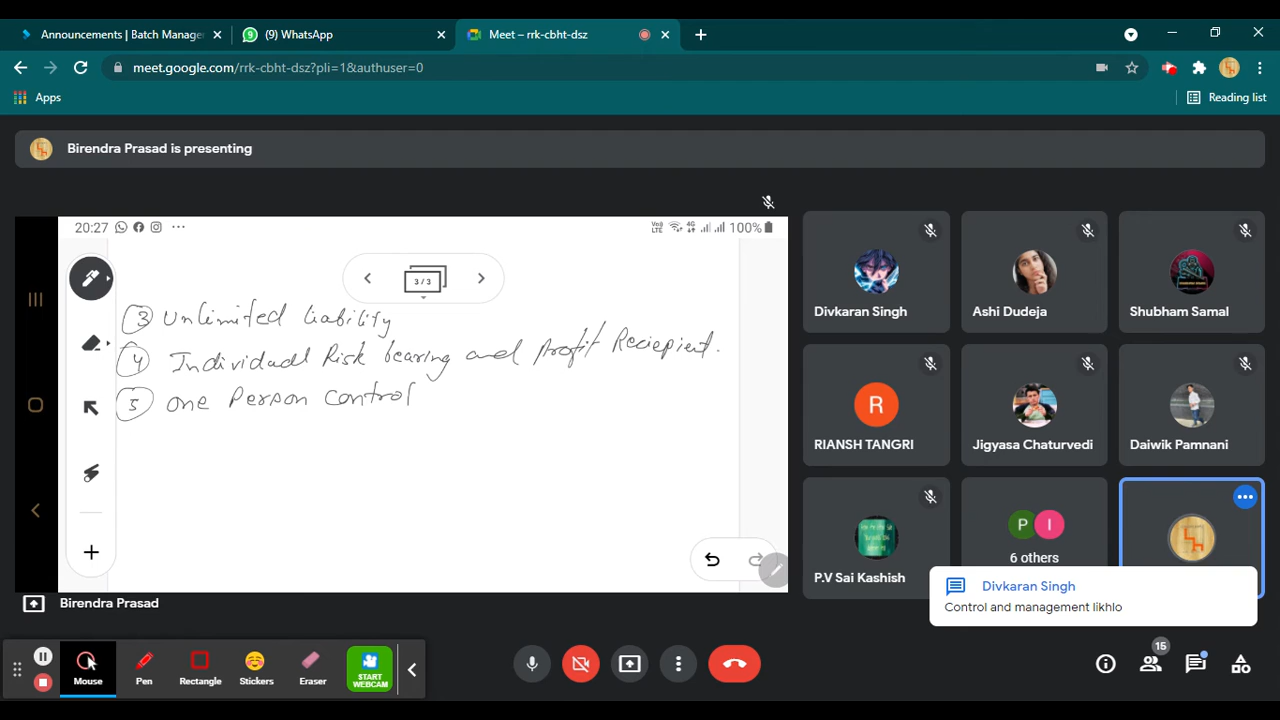 Announcements | Batch Manage
(9) WhatsApp
Meet – rrk-cbht-dsz
meet.google.com/rrk-cbht-dsz?pli=1&authuser=0
Apps
Reading list
Birendra Prasad is presenting
20:27
VoD LTE 4G 100%
3 / 3
3 Unlimited liability
4 Individual Risk bearing and Profit Reciepient.
5 one Person control
Birendra Prasad
Divkaran Singh
Ashi Dudeja
Shubham Samal
R
RIANSH TANGRI
Jigyasa Chaturvedi
Daiwik Pamnani
P.V Sai Kashish
P I
6 others
Divkaran Singh
Control and management likhlo
Mouse
Pen
Rectangle
Stickers
Eraser
START
WEBCAM
15